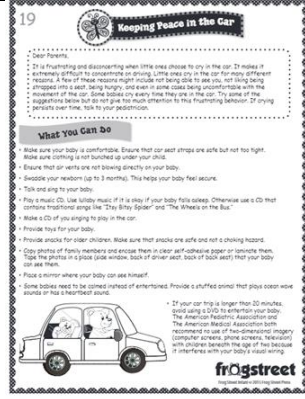 19
Keeping Peace in the Car
Dear Parents,
It is frustrating and disconcerting when little ones choose to cry in the car. It makes it
extremely difficult to concentrate on driving. Little ones cry in the car for many different
reasons. A few of these reasons might include not being able to see you, not liking being
strapped into a seat, being hungry, and even in some cases being uncomfortable with the
movement of the car. Some babies cry every time they are in the car. Try some of the
suggestions below but do not give too much attention to this frustrating behavior. If crying
persists over time, talk to your pediatrician.
What You Can Do
• Make sure your baby is comfortable. Ensure that car seat straps are safe but not too tight.
Make sure clothing is not bunched up under your child.
• Ensure that air vents are not blowing directly on your baby.
• Swaddle your newborn (up to 3 months). This helps your baby feel secure.
• Talk and sing to your baby.
• Play a music CD. Use lullaby music if it is okay if your baby falls asleep. Otherwise use a CD that
contains traditional songs like "Itsy Bitsy Spider" and "The Wheels on the Bus."
• Make a CD of you singing to play in the car.
• Provide toys for your baby.
• Provide snacks for older children. Make sure that snacks are safe and not a choking hazard.
• Copy photos of family members and encase them in clear self-adhesive paper or laminate them.
Tape the photos in a place (side window, back of driver seat, back of back seat) that your baby
can see them.
• Place a mirror where your baby can see himself.
• Some babies need to be calmed instead of entertained. Provide a stuffed animal that plays ocean wave
sounds or has a heartbeat sound.
• If your car trip is longer than 20 minutes,
avoid using a DVD to entertain your baby.
The American Pediatric Association and
The American Medical Association both
recommend no use of two-dimensional imagery
(computer screens, phone screens, television)
with children beneath the age of two because
it interferes with your baby's visual wiring.
frogstreet